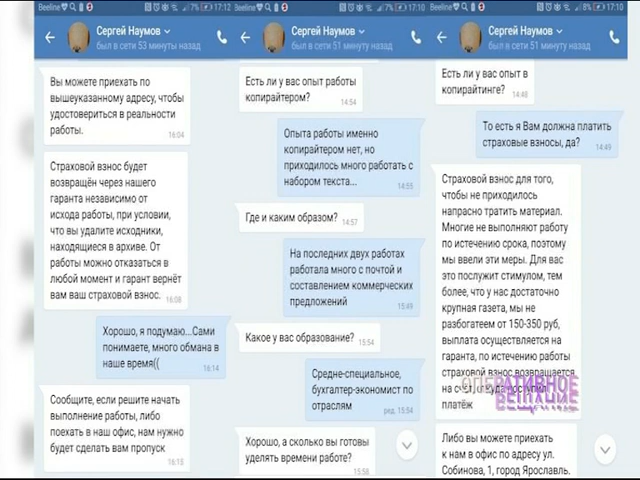 Beeline
7%
17:12
Сергей Наумов
был в сети 53 минуты назад
Вы можете приехать по
вышеуказанному адресу, чтобы
удостовериться в реальности
работы.
16:04
Страховой взнос будет
возвращён через нашего
гаранта независимо от
исхода работы, при условии,
что вы удалите исходники,
находящиеся в архиве. От
работы можно отказаться в
любой момент и гарант вернёт
вам ваш страховой взнос.
16:08
Хорошо, я подумаю...Сами
понимаете, много обмана в
наше время((
16:14
Сообщите, если решите начать
выполнение работы, либо
поехать в наш офис, нам нужно
будет сделать вам пропуск
16:15
Beeline
7%
17:10
Сергей Наумов
был в сети 51 минуту назад
Есть ли у вас опыт работы
копирайтером?
14:54
Опыта работы именно
копирайтером нет, но
приходилось много работать с
набором текста...
14:55
Где и каким образом?
14:57
На последних двух работах
работала много с почтой и
составлением коммерческих
предложений
15:49
Какое у вас образование?
15:54
Средне-специальное,
бухгалтер-экономист по
отраслям
ред. 15:54
Хорошо, а сколько вы готовы
уделять времени работе?
15:58
Beeline
8%
17:10
Сергей Наумов
был в сети 51 минуту назад
Есть ли у вас опыт в
копирайтинге?
14:48
То есть я Вам должна платить
страховые взносы, да?
14:49
Страховой взнос для того,
чтобы не приходилось
напрасно тратить материал.
Многие не выполняют работу
по истечению срока, поэтому
мы ввели эти меры. Для вас
это послужит стимулом, тем
более, что у нас достаточно
крупная газета, мы не
разбогатеем от 150-350 руб,
выплата осуществляется на
гаранта, по истечению работы
страховой взнос возвращается
на счёт, откуда поступил
платёж
ОПЕРАТИВНОЕ
ВЕЩАНИЕ
Либо вы можете приехать
к нам в офис по адресу ул.
Собинова, 1, город Ярославль.